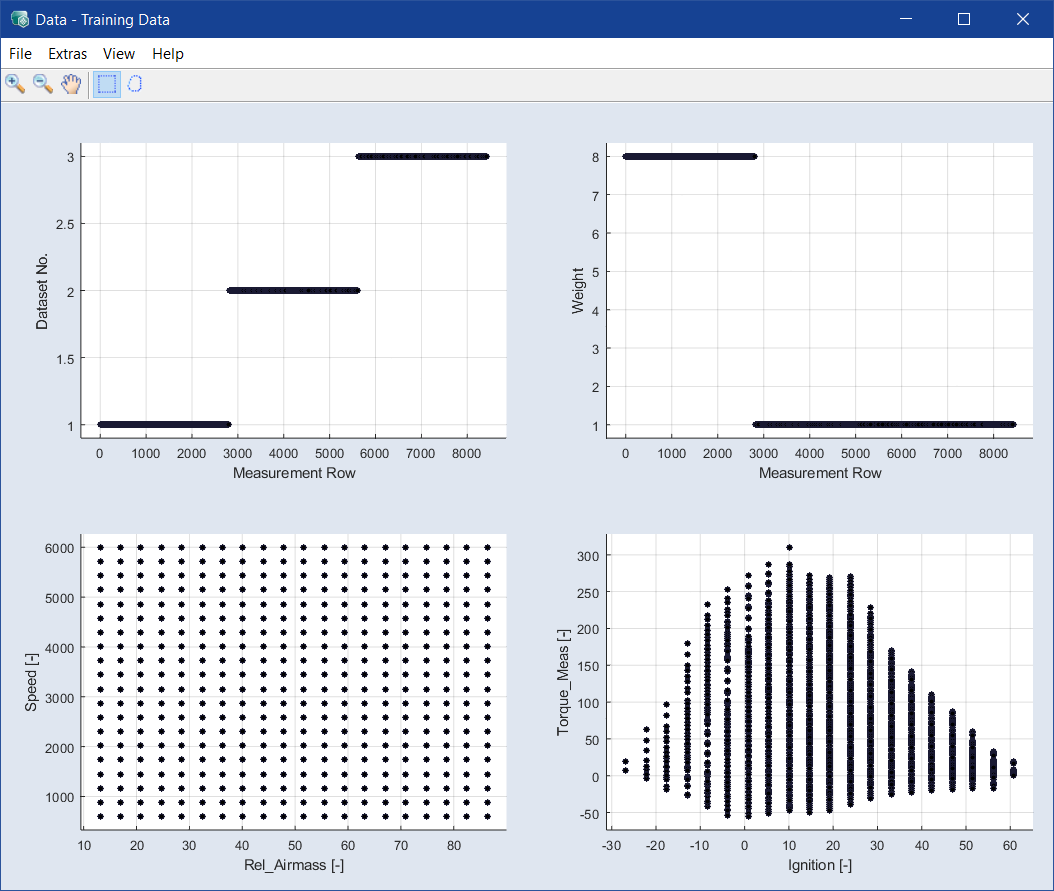 Data - Training Data
File Extras View Help
3
2.5
2
1.5
1
Dataset No.
0 1000 2000 3000 4000 5000 6000 7000 8000
Measurement Row
8
7
6
5
4
3
2
1
Weight
0 1000 2000 3000 4000 5000 6000 7000 8000
Measurement Row
6000
5000
4000
3000
2000
1000
Speed [-]
10 20 30 40 50 60 70 80
Rel_Airmass [-]
300
250
200
150
100
50
0
-50
Torque_Meas [-]
-30 -20 -10 0 10 20 30 40 50 60
Ignition [-]